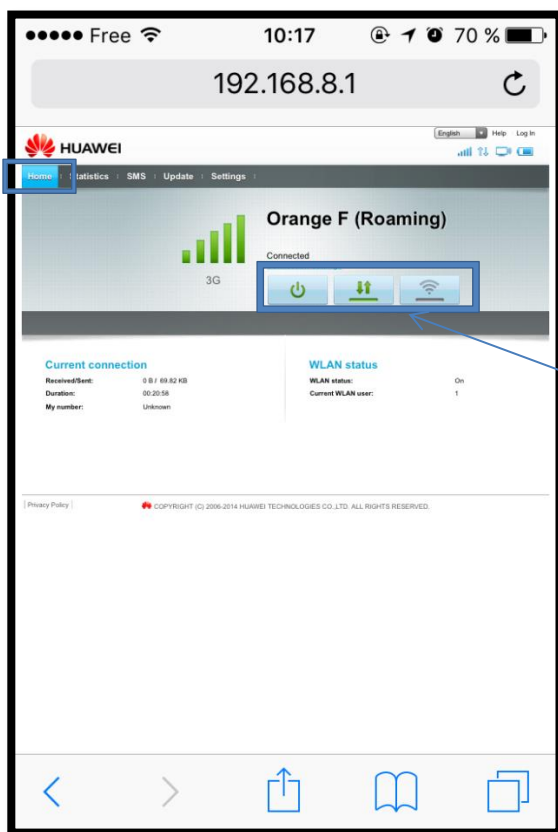 Free 10:17 70 %
192.168.8.1
English Help Log In
HUAWEI
Home Statistics SMS Update Settings
Orange F (Roaming)
Connected
3G
Current connection
Received/Sent: 0 B / 69.82 KB
Duration: 00:20:56
My number: Unknown
WLAN status
WLAN status: On
Current WLAN user: 1
Privacy Policy COPYRIGHT (C) 2006-2014 HUAWEI TECHNOLOGIES CO.,LTD. ALL RIGHTS RESERVED.